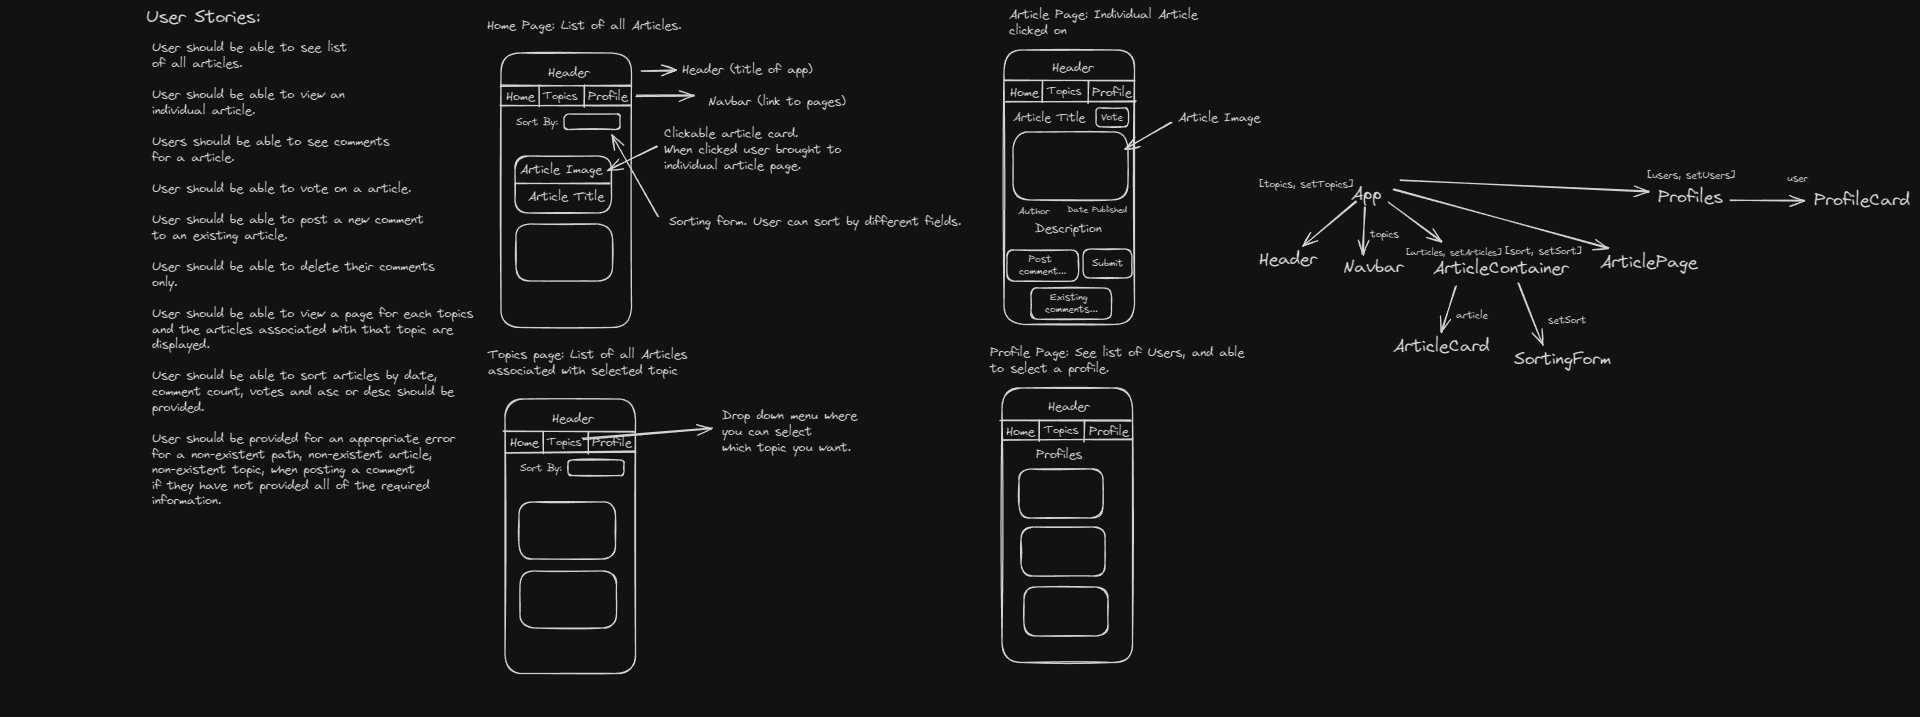 User Stories:
User should be able to see list
of all articles.
User should be able to view an
individual article.
Users should be able to see comments
for a article.
User should be able to vote on a article.
User should be able to post a new comment
to an existing article.
User should be able to delete their comments
only.
User should be able to view a page for each topics
and the articles associated with that topic are
displayed.
User should be able to sort articles by date,
comment count, votes and asc or desc should be
provided.
User should be provided for an appropriate error
for a non-existent path, non-existent article,
non-existent topic, when posting a comment
if they have not provided all of the required
information.
Home Page: List of all Articles.
Header
Home Topics Profile
Sort By:
Article Image
Article Title
Header (title of app)
Navbar (link to pages)
Clickable article card.
When clicked user brought to
individual article page.
Sorting form. User can sort by different fields.
Topics page: List of all Articles
associated with selected topic
Header
Home Topics Profile
Sort By:
Drop down menu where
you can select
which topic you want.
Article Page: Individual Article
clicked on
Header
Home Topics Profile
Article Title Vote
Article Image
Author Date Published
Description
Post
comment...
Submit
Existing
comments...
Profile Page: See list of Users, and able
to select a profile.
Header
Home Topics Profile
Profiles
[topics, setTopics]
App
[users, setUsers]
Profiles
user
ProfileCard
Header
topics
Navbar
[articles, setArticles] [sort, setSort]
ArticleContainer
ArticlePage
article
ArticleCard
setSort
SortingForm